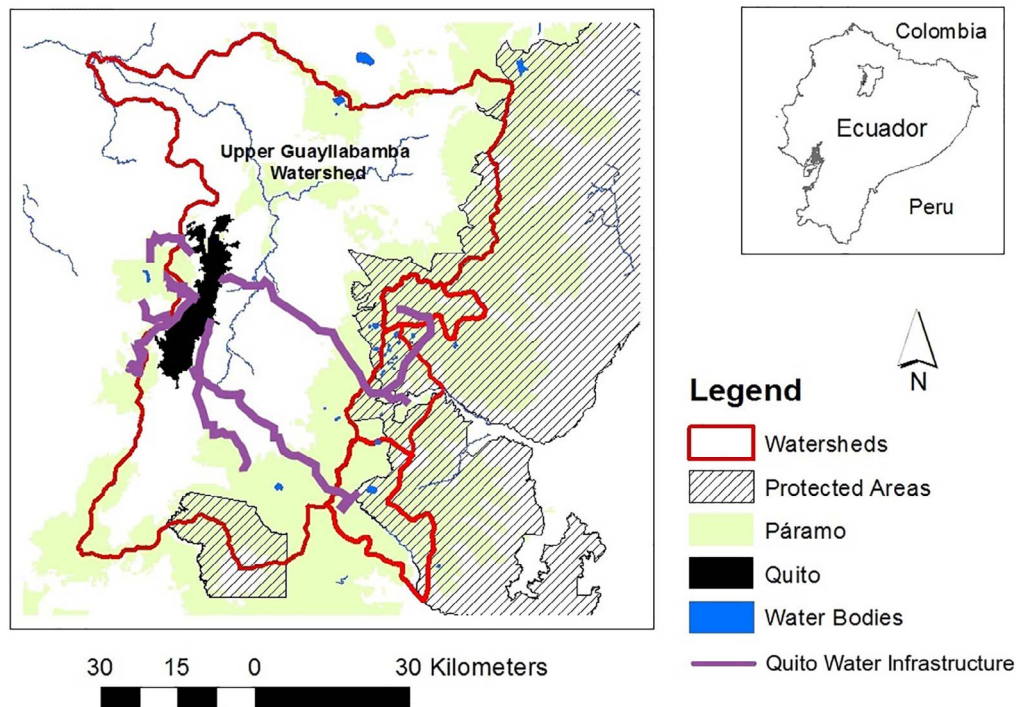 Upper Guayllabamba
Watershed
Colombia
Ecuador
Peru
N
Legend
Watersheds
Protected Areas
Páramo
Quito
Water Bodies
Quito Water Infrastructure
30 15 0 30 Kilometers